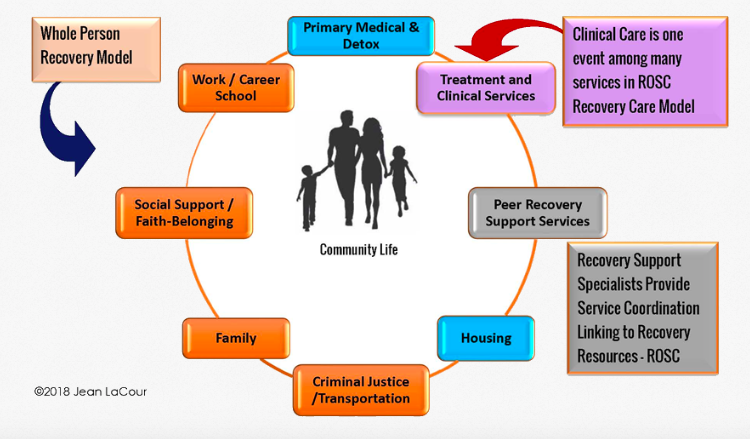 Whole Person
Recovery Model
Primary Medical &
Detox
Clinical Care is one
event among many
services in ROSC
Recovery Care Model
Work / Career
School
Treatment and
Clinical Services
Social Support /
Faith-Belonging
Peer Recovery
Support Services
Community Life
Recovery Support
Specialists Provide
Service Coordination
Linking to Recovery
Resources - ROSC
Family
Housing
Criminal Justice
/Transportation
©2018 Jean LaCour